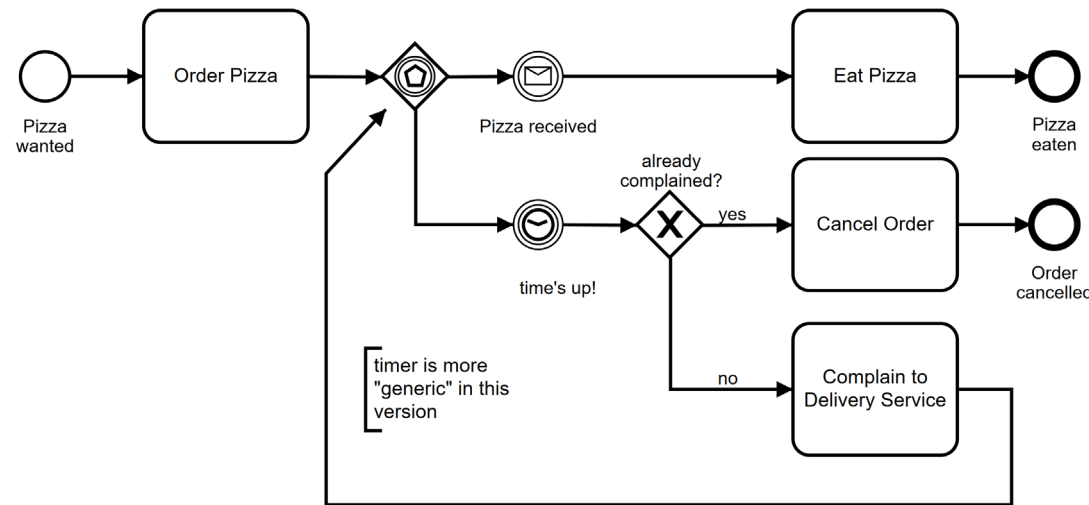 Order Pizza
Eat Pizza
Pizza
wanted
Pizza received
Pizza
eaten
already
complained?
yes
Cancel Order
time's up!
Order
cancelled
timer is more
"generic" in this
version
no
Complain to
Delivery Service